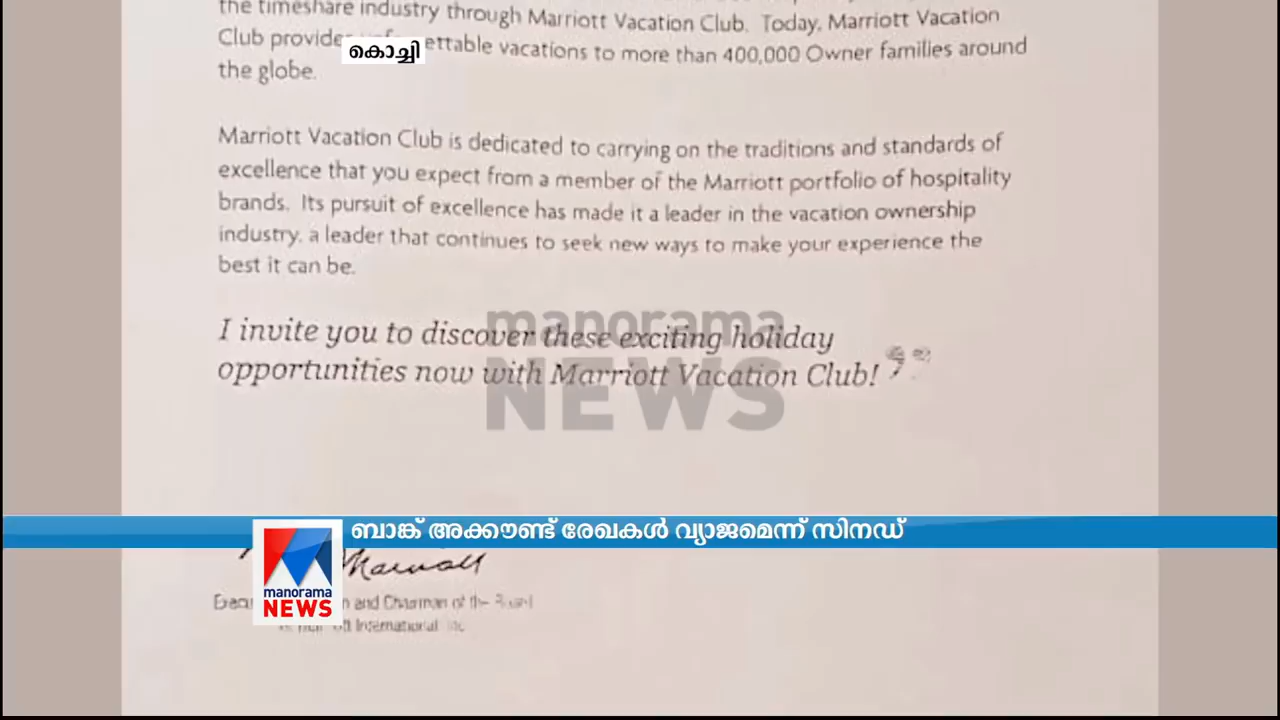 the timeshare industry through Marriott Vacation Club. Today, Marriott Vacation
Club provide ettable vacations to more than 400,000 Owner families around
the globe.
കൊച്ചി
Marriott Vacation Club is dedicated to carrying on the traditions and standards of
excellence that you expect from a member of the Marriott portfolio of hospitality
brands. Its pursuit of excellence has made it a leader in the vacation ownership
industry, a leader that continues to seek new ways to make your experience the
best it can be.
I invite you to discover these exciting holiday
opportunities now with Marriott Vacation Club!
manorama
NEWS
ബാങ്ക് അക്കൗണ്ട് രേഖകൾ വ്യാജമെന്ന് സിനഡ്
Marriott
manorama
NEWS
and Chairman of the Board
International